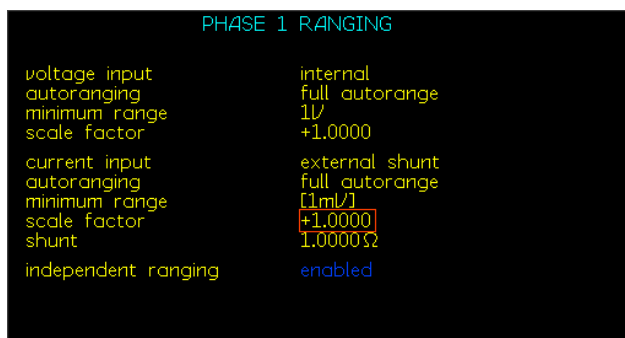 PHASE 1 RANGING
voltage input internal
autoranging full autorange
minimum range 1V
scale factor +1.0000
current input external shunt
autoranging full autorange
minimum range [1mV]
scale factor +1.0000
shunt 1.0000Ω
independent ranging enabled